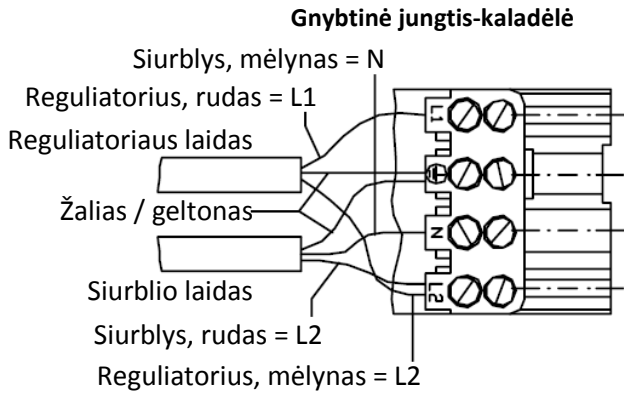 Gnybtinė jungtis-kaladėlė
Siurblys, mėlynas = N
Reguliatorius, rudas = L1
Reguliatoriaus laidas
Žalias / geltonas
Siurblio laidas
Siurblys, rudas = L2
Reguliatorius, mėlynas = L2
L1
N
L2